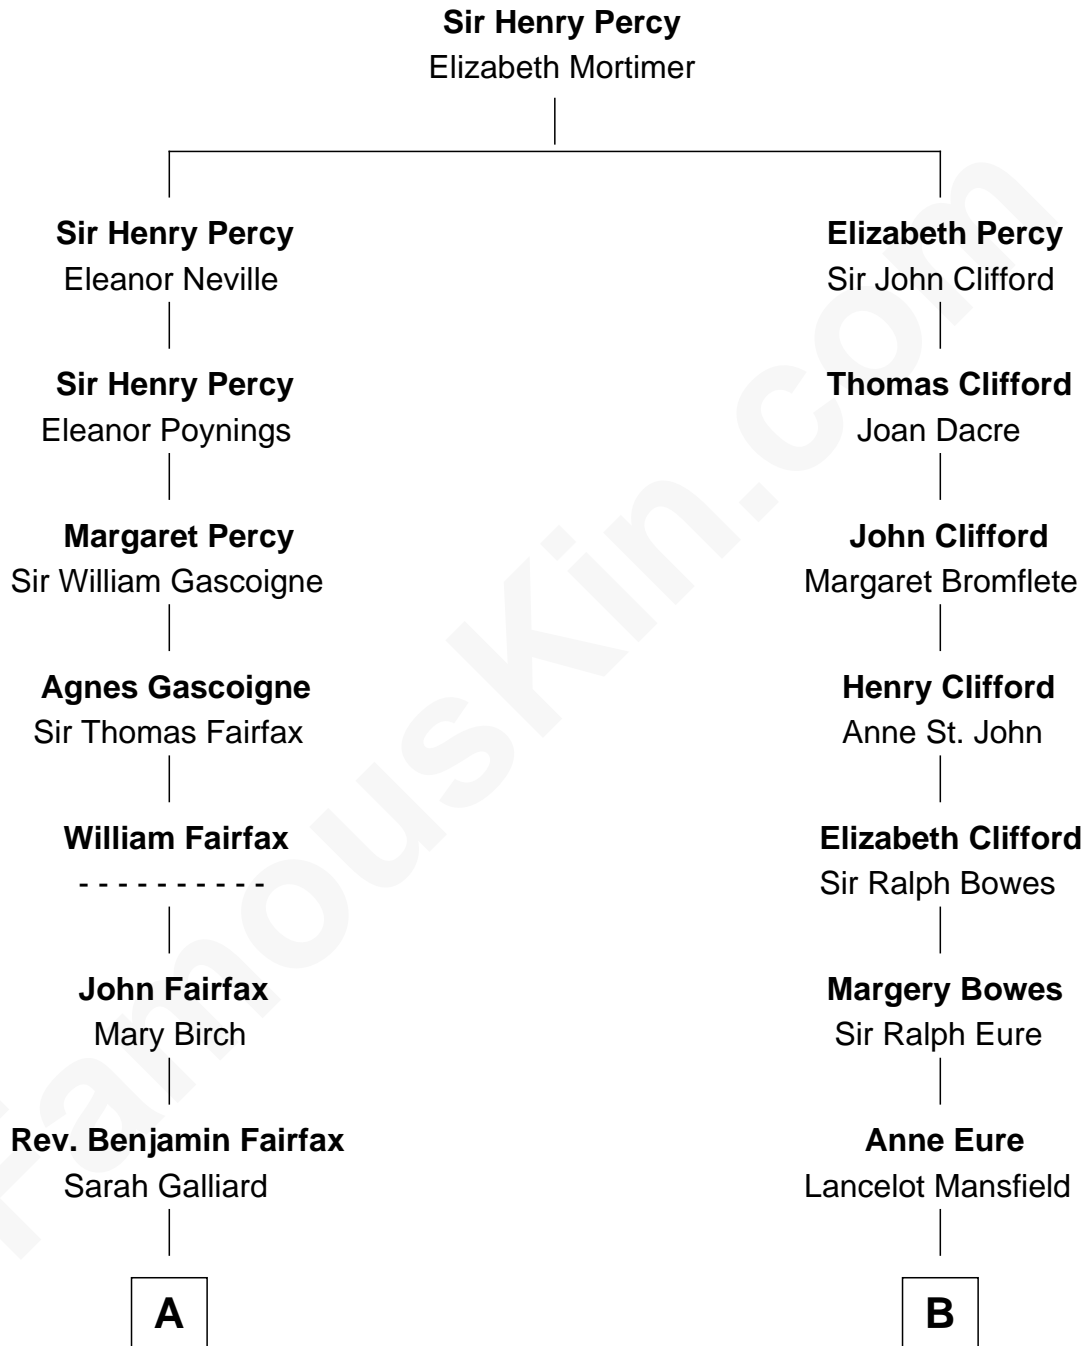 Sir Henry Percy
Elizabeth Mortimer
Sir Henry Percy
Eleanor Neville
Elizabeth Percy
Sir John Clifford
Sir Henry Percy
Eleanor Poynings
Thomas Clifford
Joan Dacre
Margaret Percy
Sir William Gascoigne
John Clifford
Margaret Bromflete
Agnes Gascoigne
Sir Thomas Fairfax
Henry Clifford
Anne St. John
William Fairfax
- - - - - - - - - -
Elizabeth Clifford
Sir Ralph Bowes
John Fairfax
Mary Birch
Margery Bowes
Sir Ralph Eure
Rev. Benjamin Fairfax
Sarah Galliard
Anne Eure
Lancelot Mansfield
A
B
FamousKin.com